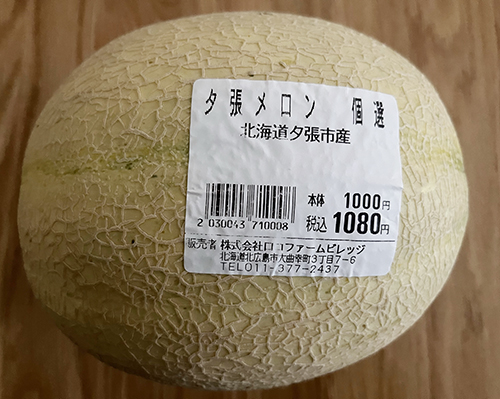 夕張メロン 個選
北海道夕張市産
本体 1000円
税込 1080円
2 030043 710008
販売者 株式会社ロコファームビレッジ
北海道北広島市大曲幸町3丁目7-6
TEL011-377-2437